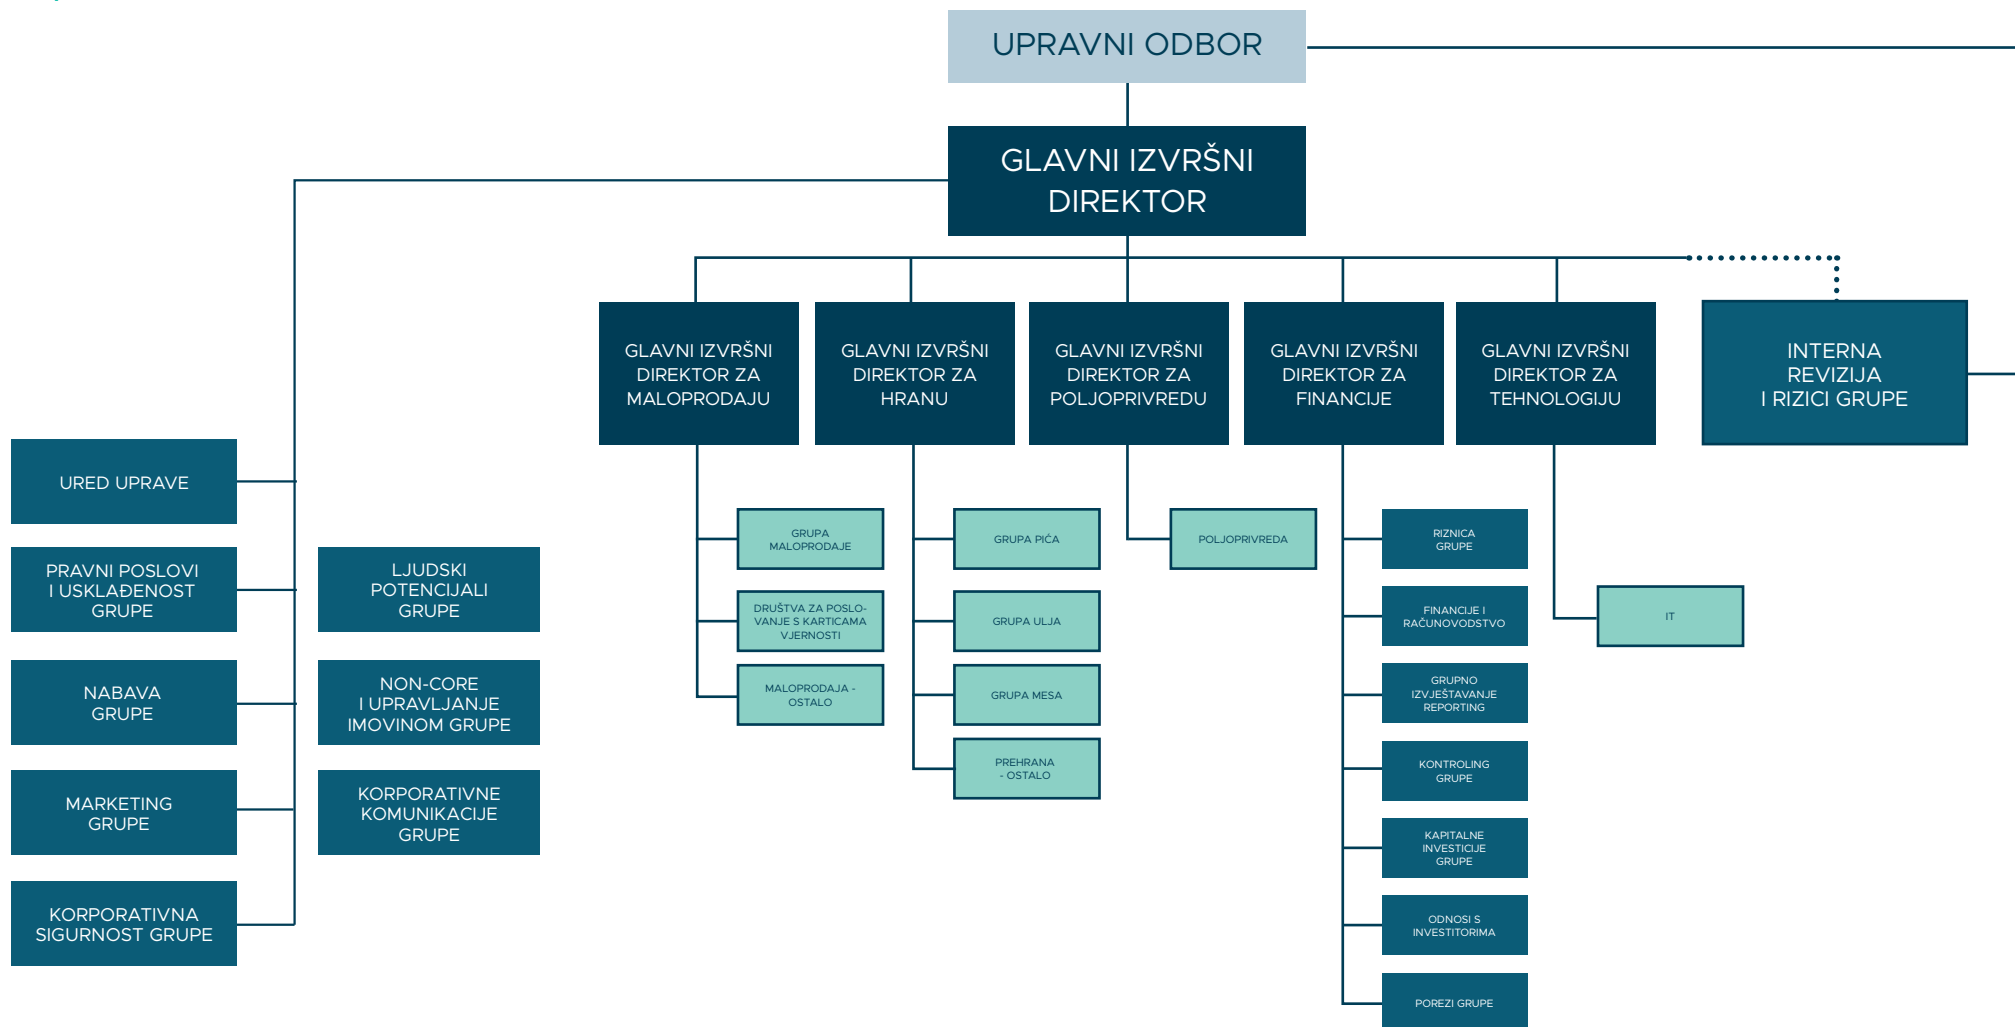 UPRAVNI ODBOR
GLAVNI IZVRŠNI
DIREKTOR
GLAVNI IZVRŠNI
DIREKTOR ZA
MALOPRODAJU
GLAVNI IZVRŠNI
DIREKTOR ZA
HRANU
GLAVNI IZVRŠNI
DIREKTOR ZA
POLJOPRIVREDU
GLAVNI IZVRŠNI
DIREKTOR ZA
FINANCIJE
GLAVNI IZVRŠNI
DIREKTOR ZA
TEHNOLOGIJU
INTERNA
REVIZIJA
I RIZICI GRUPE
URED UPRAVE
PRAVNI POSLOVI
I USKLAĐENOST
GRUPE
NABAVA
GRUPE
MARKETING
GRUPE
KORPORATIVNA
SIGURNOST GRUPE
LJUDSKI
POTENCIJALI
GRUPE
NON-CORE
I UPRAVLJANJE
IMOVINOM GRUPE
KORPORATIVNE
KOMUNIKACIJE
GRUPE
GRUPA
MALOPRODAJE
DRUŠTVA ZA POSLO-
VANJE S KARTICAMA
VJERNOSTI
MALOPRODAJA -
OSTALO
GRUPA PIĆA
GRUPA ULJA
GRUPA MESA
PREHRANA
- OSTALO
POLJOPRIVREDA
RIZNICA
GRUPE
FINANCIJE I
RAČUNOVODSTVO
GRUPNO
IZVJEŠTAVANJE
REPORTING
KONTROLING
GRUPE
KAPITALNE
INVESTICIJE
GRUPE
ODNOSI S
INVESTITORIMA
POREZI GRUPE
IT